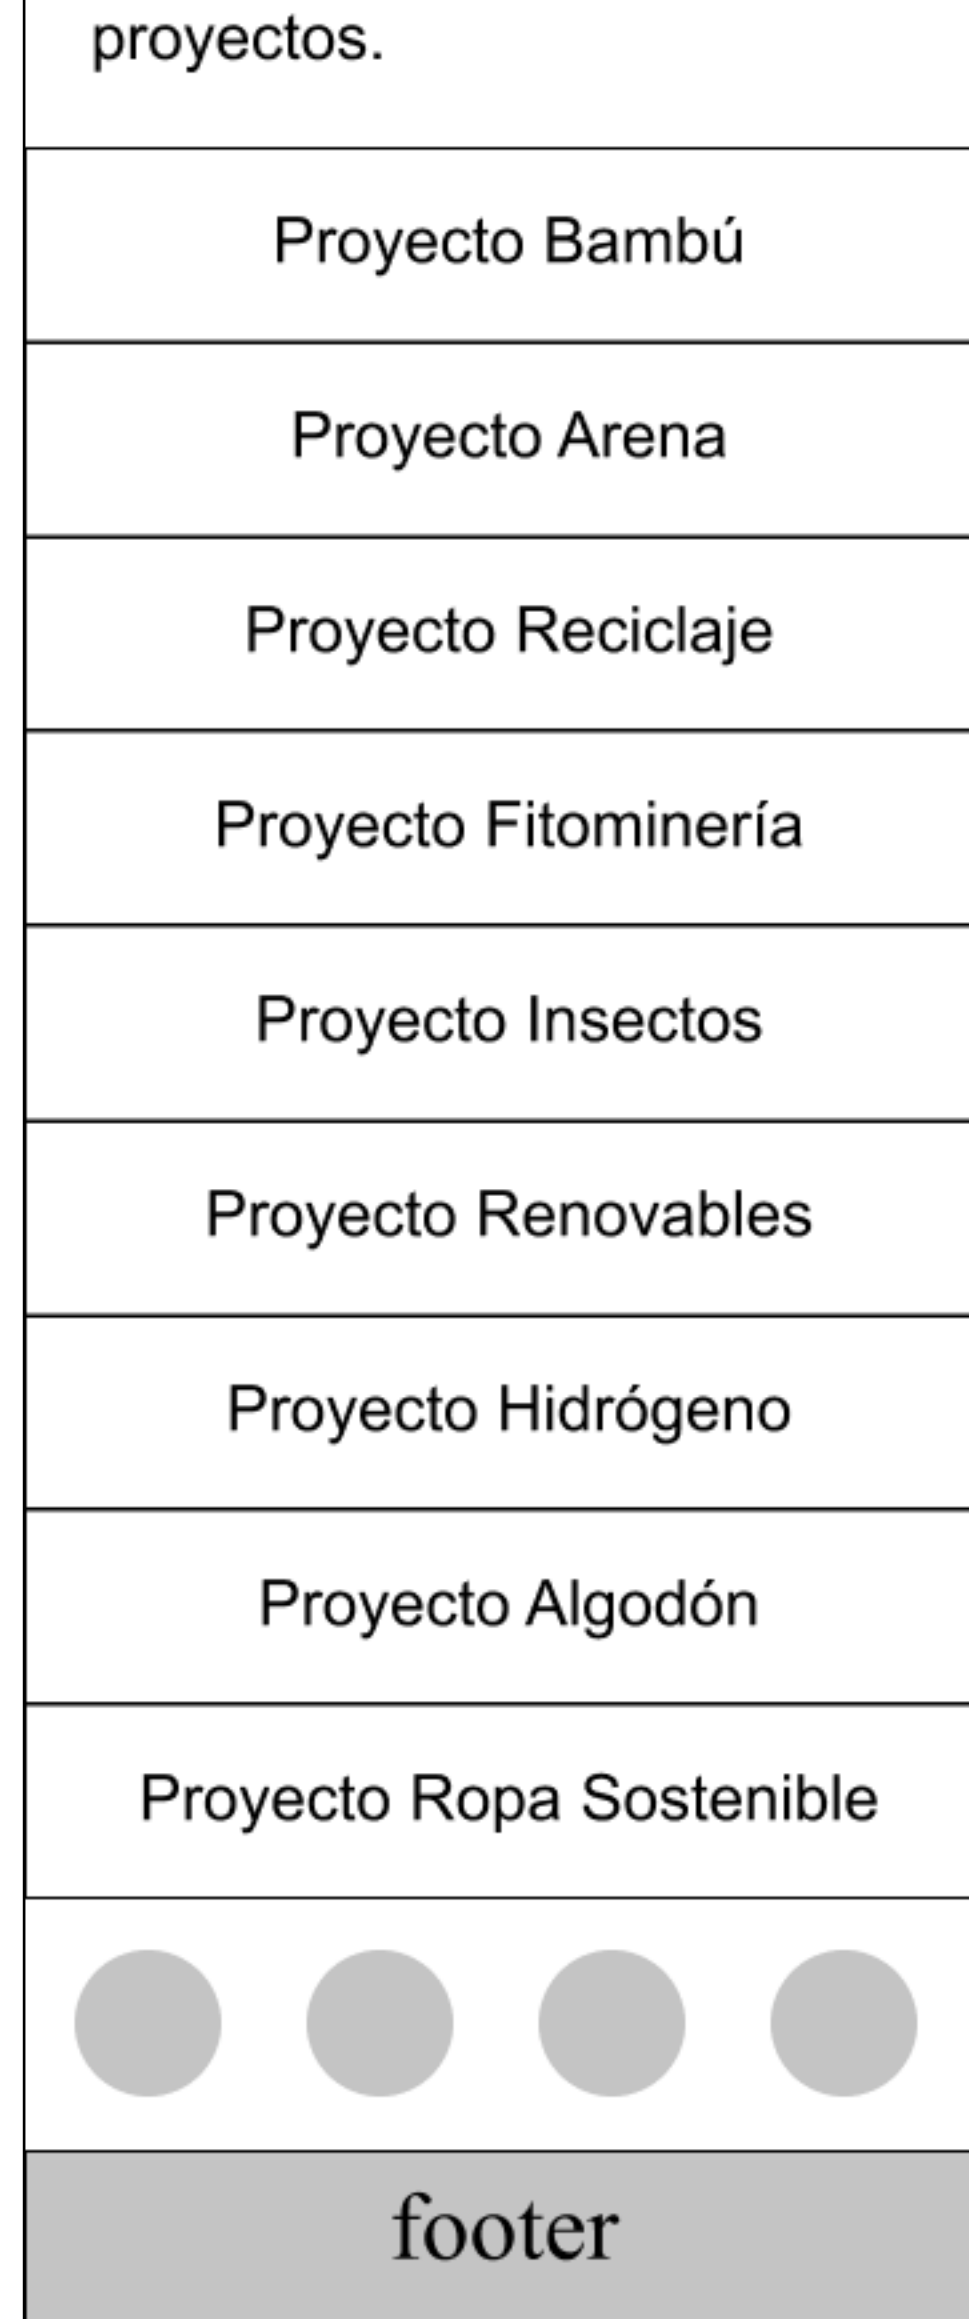 proyectos.
Proyecto Bambú
Proyecto Arena
Proyecto Reciclaje
Proyecto Fitominería
Proyecto Insectos
Proyecto Renovables
Proyecto Hidrógeno
Proyecto Algodón
Proyecto Ropa Sostenible
footer